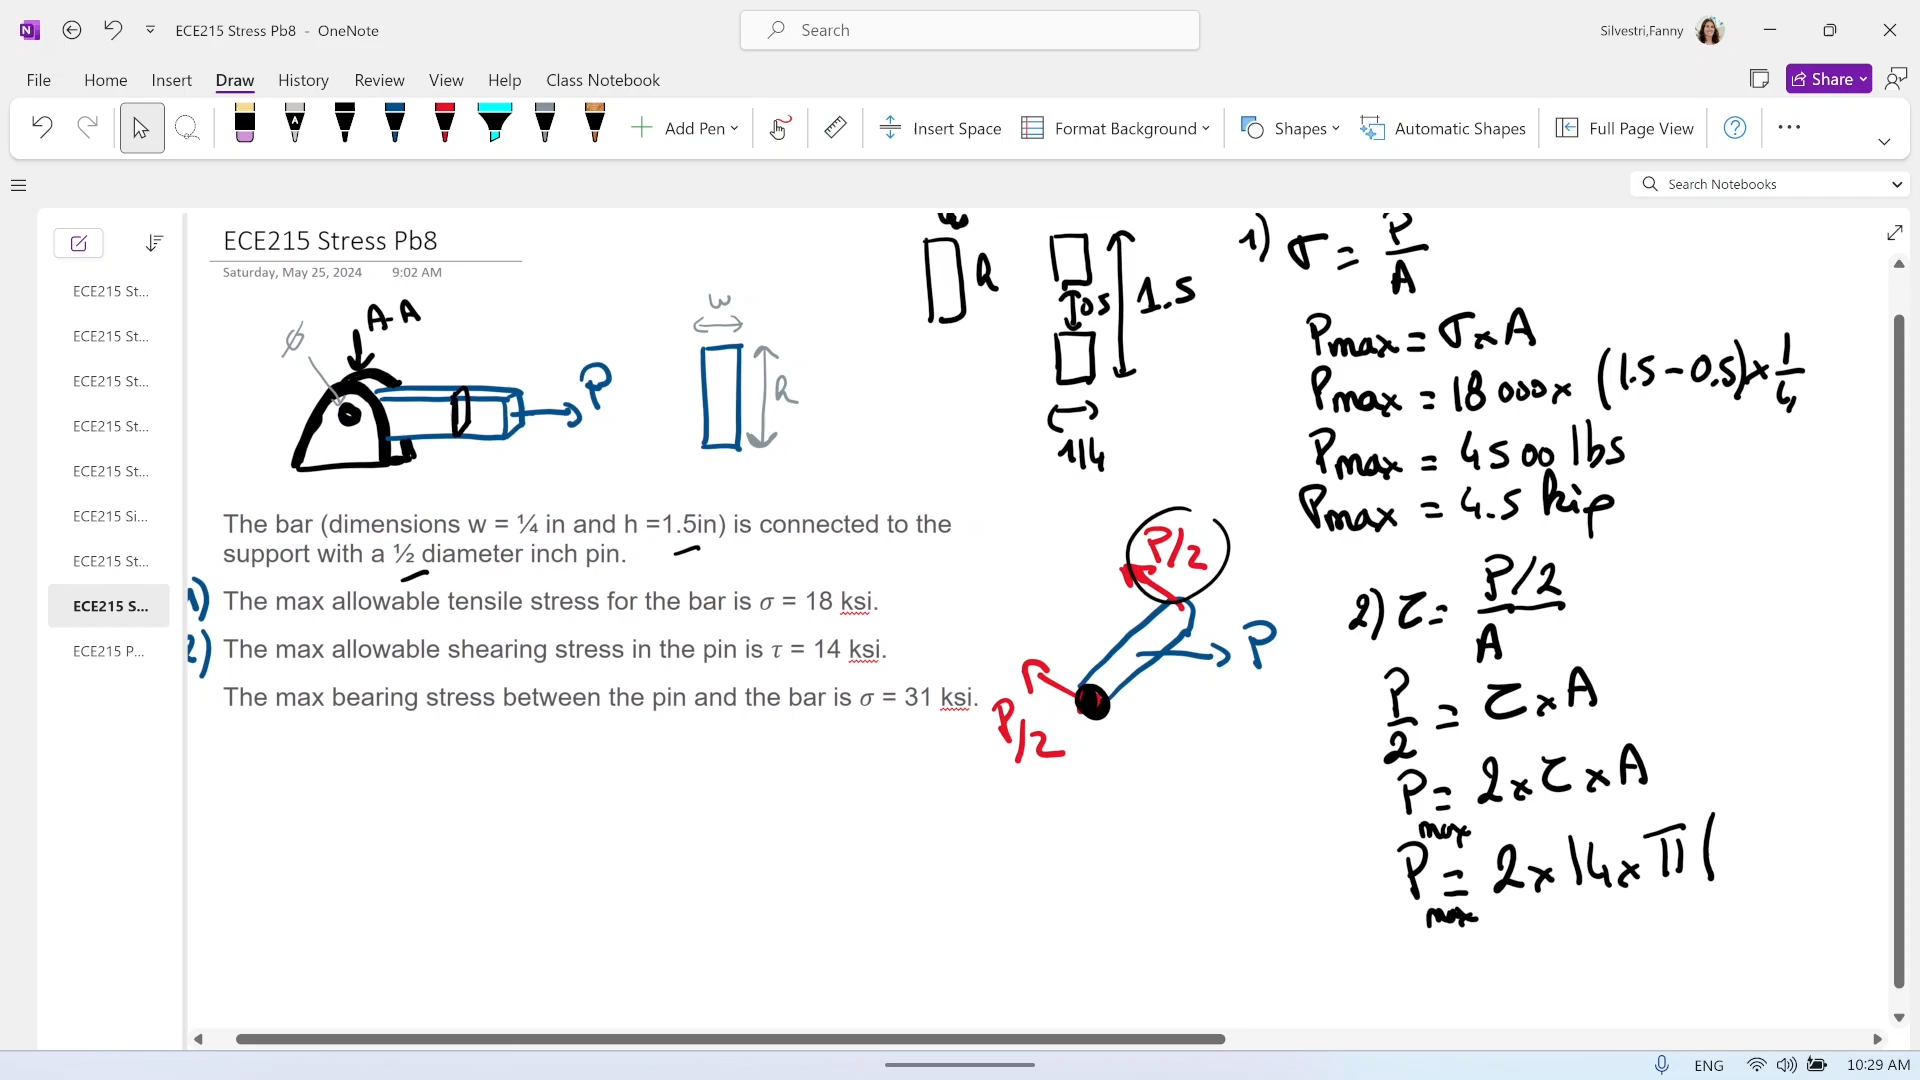 ECE215 Stress Pb8 - OneNote
Search
Silvestri,Fanny
File Home Insert Draw History Review View Help Class Notebook
Share
Add Pen
Insert Space
Format Background
Shapes
Automatic Shapes
Full Page View
Search Notebooks
ECE215 St...
ECE215 St...
ECE215 St...
ECE215 St...
ECE215 St...
ECE215 Si...
ECE215 St...
ECE215 S...
ECE215 P...
ECE215 Stress Pb8
Saturday, May 25, 2024 9:02 AM
A-A
ϕ
P
w
h
The bar (dimensions w = ¼ in and h =1.5in) is connected to the
support with a ½ diameter inch pin.
1) The max allowable tensile stress for the bar is σ = 18 ksi.
2) The max allowable shearing stress in the pin is τ = 14 ksi.
The max bearing stress between the pin and the bar is σ = 31 ksi.
h
0.5
1.5
1/4
P/2
P
P/2
1) σ = P/A
Pmax = σ x A
Pmax = 18 000 x (1.5 - 0.5) x 1/4
Pmax = 4500 lbs
Pmax = 4.5 kip
2) τ = P/2 / A
P/2 = τ x A
Pmax = 2 x τ x A
Pmax = 2 x 14 x π (
ENG
10:29 AM